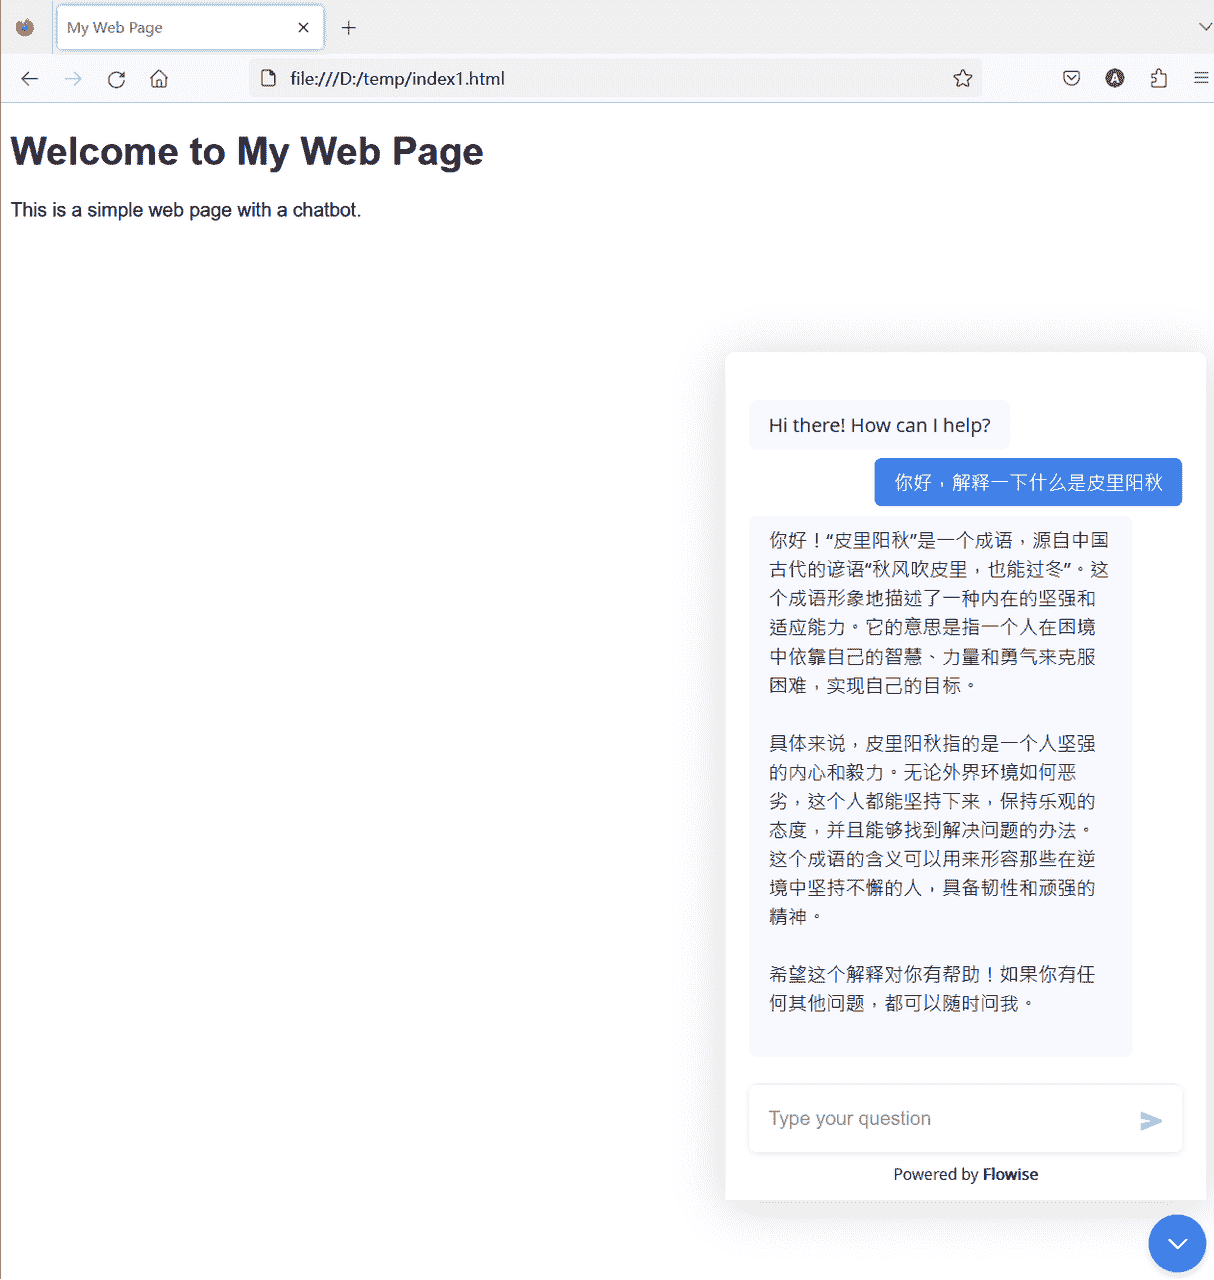 My Web Page
file:///D:/temp/index1.html
Welcome to My Web Page
This is a simple web page with a chatbot.
Hi there! How can I help?
你好，解释一下什么是皮里阳秋
你好！“皮里阳秋”是一个成语，源自中国
古代的谚语“秋风吹皮里，也能过冬”。这
个成语形象地描述了一种内在的坚强和
适应能力。它的意思是指一个人在困境
中依靠自己的智慧、力量和勇气来克服
困难，实现自己的目标。
具体来说，皮里阳秋指的是一个人坚强
的内心和毅力。无论外界环境如何恶
劣，这个人都能坚持下来，保持乐观的
态度，并且能够找到解决问题的办法。
这个成语的含义可以用来形容那些在逆
境中坚持不懈的人，具备韧性和顽强的
精神。
希望这个解释对你有帮助！如果你有任
何其他问题，都可以随时问我。
Type your question
Powered by Flowise